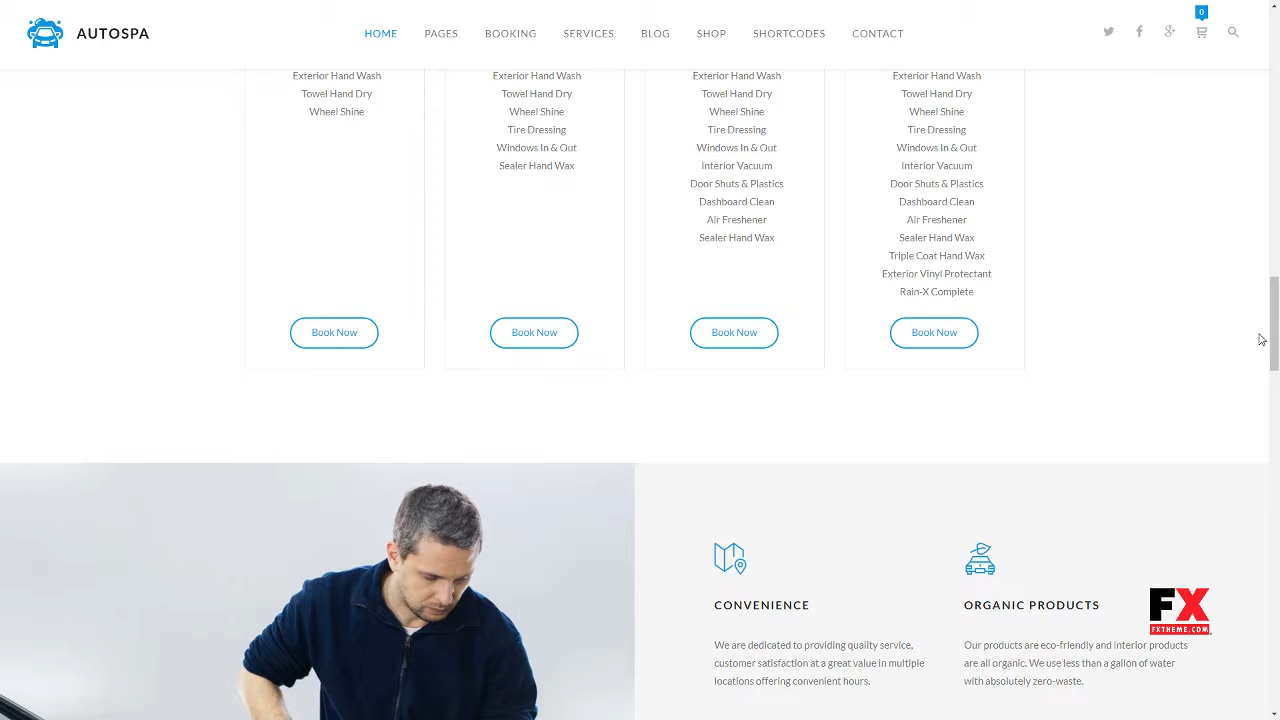 0
AUTOSPA
HOME PAGES BOOKING SERVICES BLOG SHOP SHORTCODES CONTACT
Exterior Hand Wash
Towel Hand Dry
Wheel Shine
Book Now
Exterior Hand Wash
Towel Hand Dry
Wheel Shine
Tire Dressing
Windows In & Out
Sealer Hand Wax
Book Now
Exterior Hand Wash
Towel Hand Dry
Wheel Shine
Tire Dressing
Windows In & Out
Interior Vacuum
Door Shuts & Plastics
Dashboard Clean
Air Freshener
Sealer Hand Wax
Book Now
Exterior Hand Wash
Towel Hand Dry
Wheel Shine
Tire Dressing
Windows In & Out
Interior Vacuum
Door Shuts & Plastics
Dashboard Clean
Air Freshener
Sealer Hand Wax
Triple Coat Hand Wax
Exterior Vinyl Protectant
Rain-X Complete
Book Now
CONVENIENCE
We are dedicated to providing quality service,
customer satisfaction at a great value in multiple
locations offering convenient hours.
ORGANIC PRODUCTS
Our products are eco-friendly and interior products
are all organic. We use less than a gallon of water
with absolutely zero-waste.
FX
FXTHEME.COM